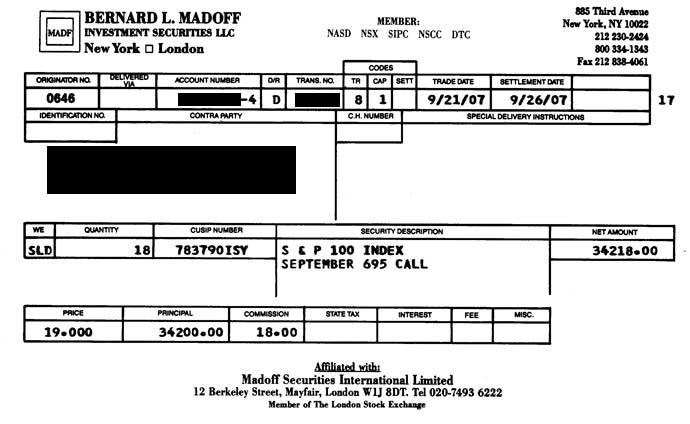 MADF
BERNARD L. MADOFF
INVESTMENT SECURITIES LLC
New York □ London
MEMBER:
NASD NSX SIPC NSCC DTC
885 Third Avenue
New York, NY 10022
212 230-2424
800 334-1343
Fax 212 838-4061
CODES
ORIGINATOR NO. DELIVERED VIA ACCOUNT NUMBER D/R TRANS. NO. TR CAP SETT TRADE DATE SETTLEMENT DATE
0646 -4 D 8 1 9/21/07 9/26/07 17
IDENTIFICATION NO. CONTRA PARTY C.H. NUMBER SPECIAL DELIVERY INSTRUCTIONS
WE QUANTITY CUSIP NUMBER SECURITY DESCRIPTION NET AMOUNT
SLD 18 783790ISY S & P 100 INDEX 34218.00
SEPTEMBER 695 CALL
PRICE PRINCIPAL COMMISSION STATE TAX INTEREST FEE MISC.
19.000 34200.00 18.00
Affiliated with:
Madoff Securities International Limited
12 Berkeley Street, Mayfair, London W1J 8DT. Tel 020-7493 6222
Member of The London Stock Exchange